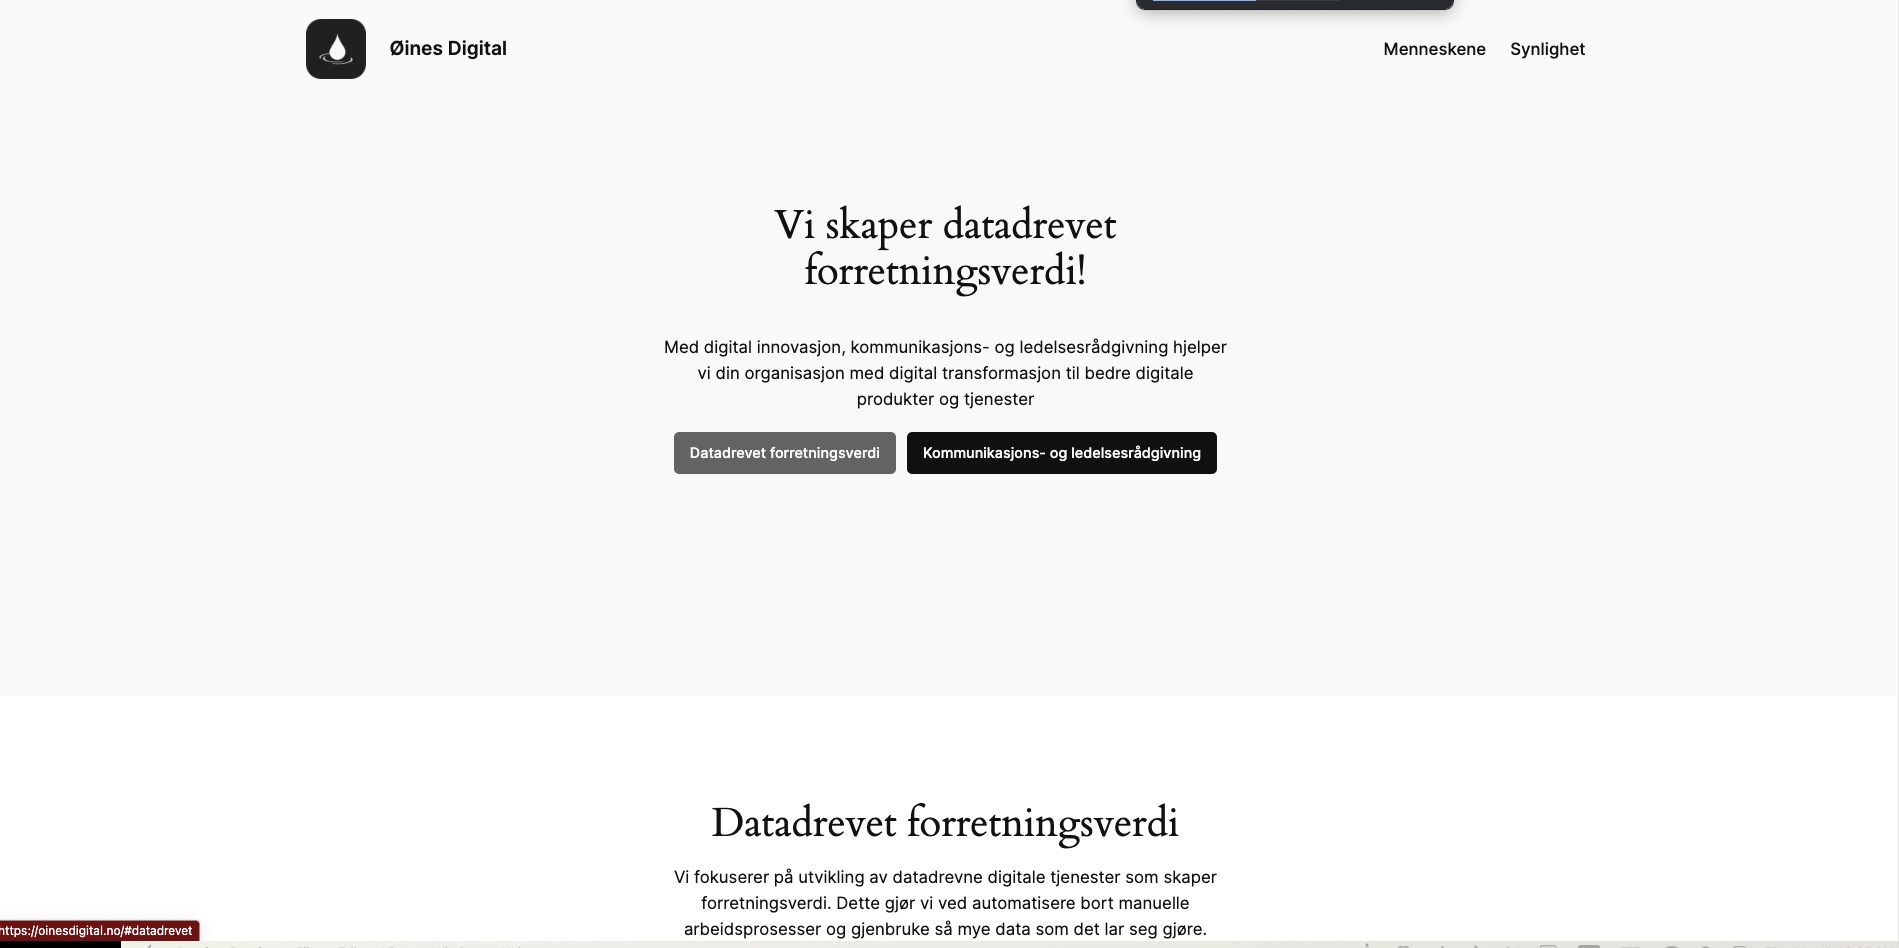 Øines Digital
Menneskene
Synlighet
Vi skaper datadrevet
forretningsverdi!
Med digital innovasjon, kommunikasjons- og ledelsesrådgivning hjelper
vi din organisasjon med digital transformasjon til bedre digitale
produkter og tjenester
Datadrevet forretningsverdi
Kommunikasjons- og ledelsesrådgivning
Datadrevet forretningsverdi
Vi fokuserer på utvikling av datadrevne digitale tjenester som skaper
forretningsverdi. Dette gjør vi ved automatisere bort manuelle
arbeidsprosesser og gjenbruke så mye data som det lar seg gjøre.
https://oinesdigital.no/#datadrevet